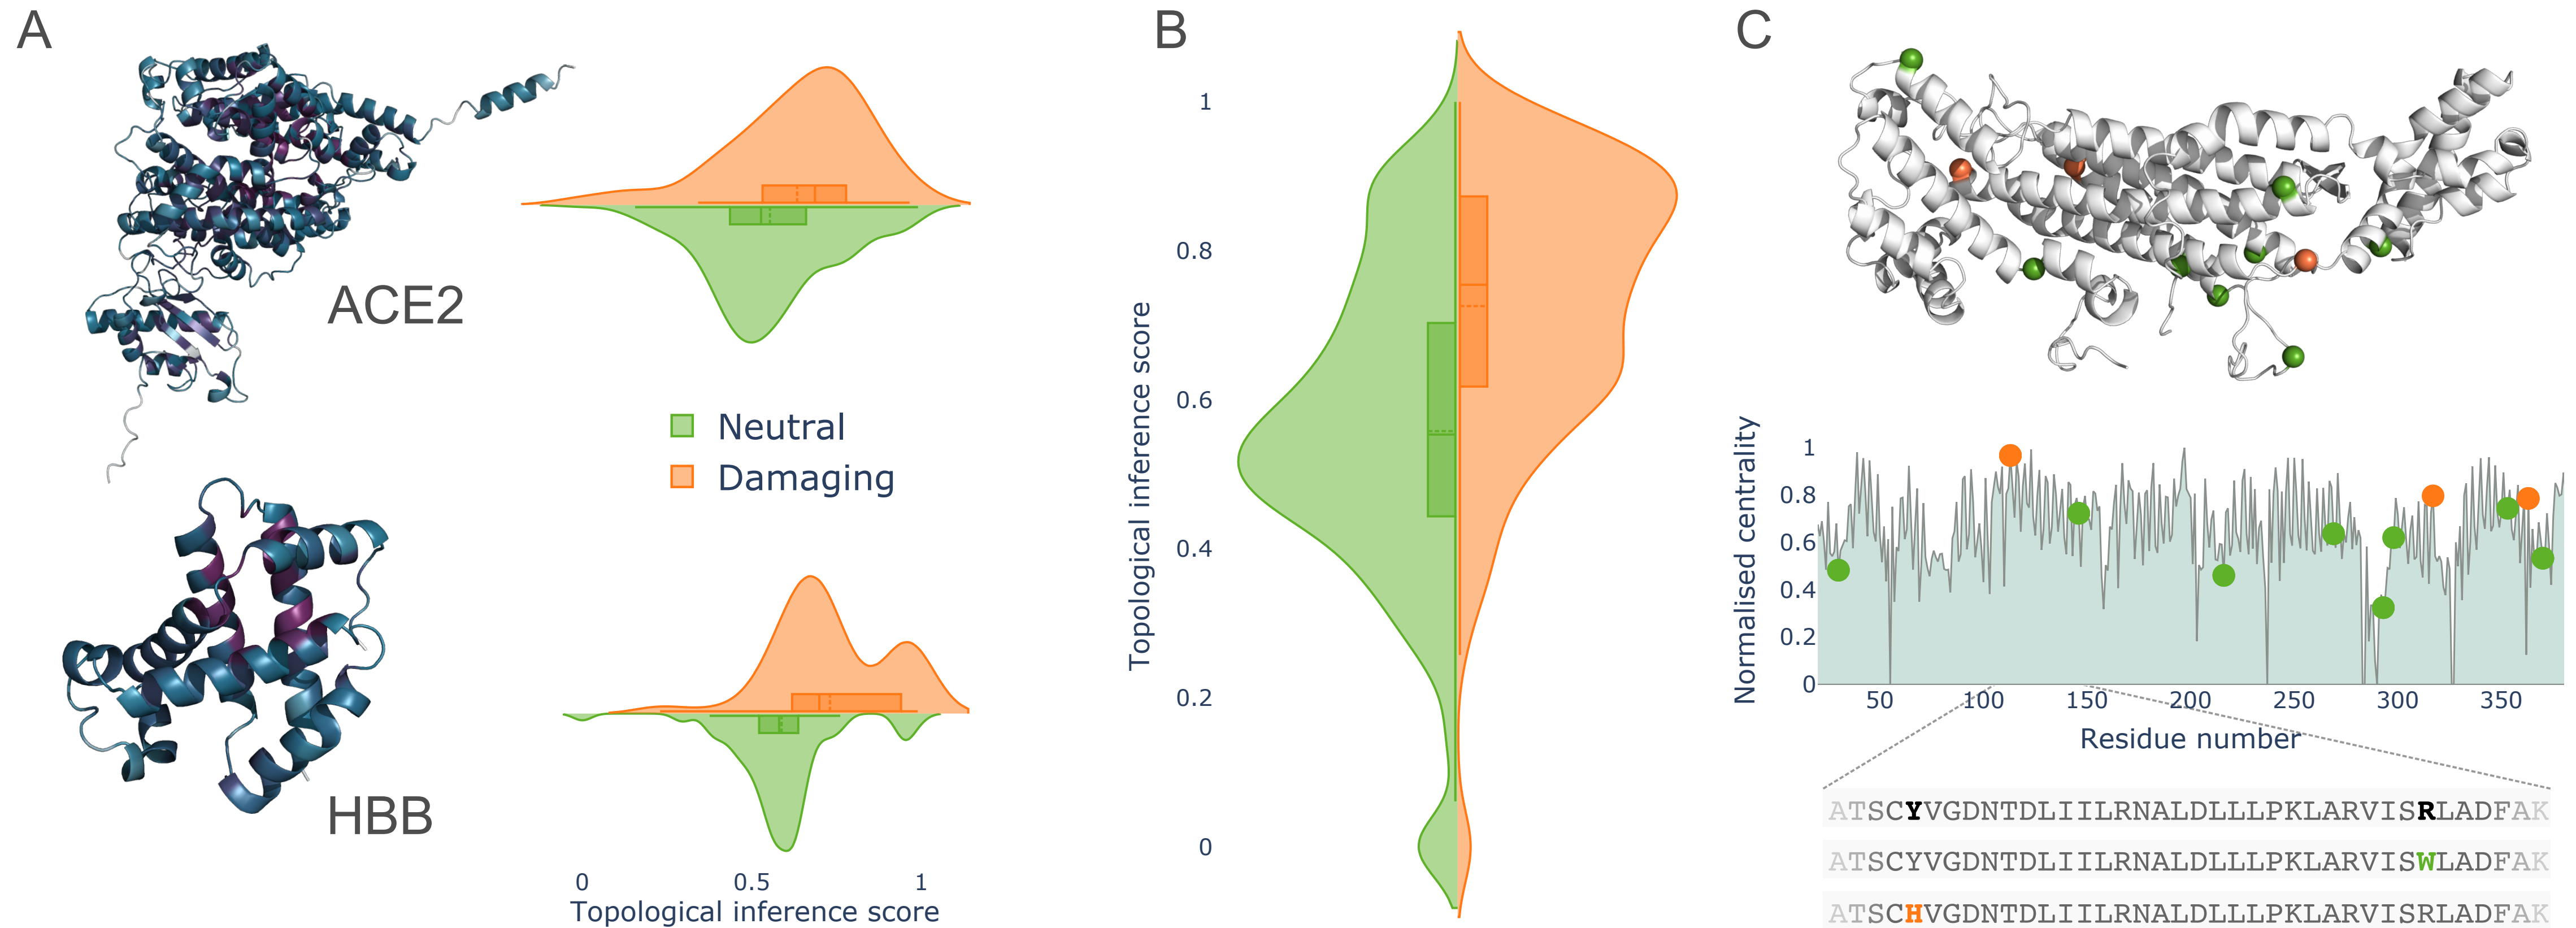 A
ACE2
HBB
Neutral
Damaging
0 0.5 1
Topological inference score
B
Topological inference score
1
0.8
0.6
0.4
0.2
0
C
Normalised centrality
1
0.8
0.6
0.4
0.2
0
50 100 150 200 250 300 350
Residue number
ATSCYVGDNTDLIILRNALDLLLPKLARVISRLADFAK
ATSCYVGDNTDLIILRNALDLLLPKLARVISWLADFAK
ATSCHVGDNTDLIILRNALDLLLPKLARVISRLADFAK